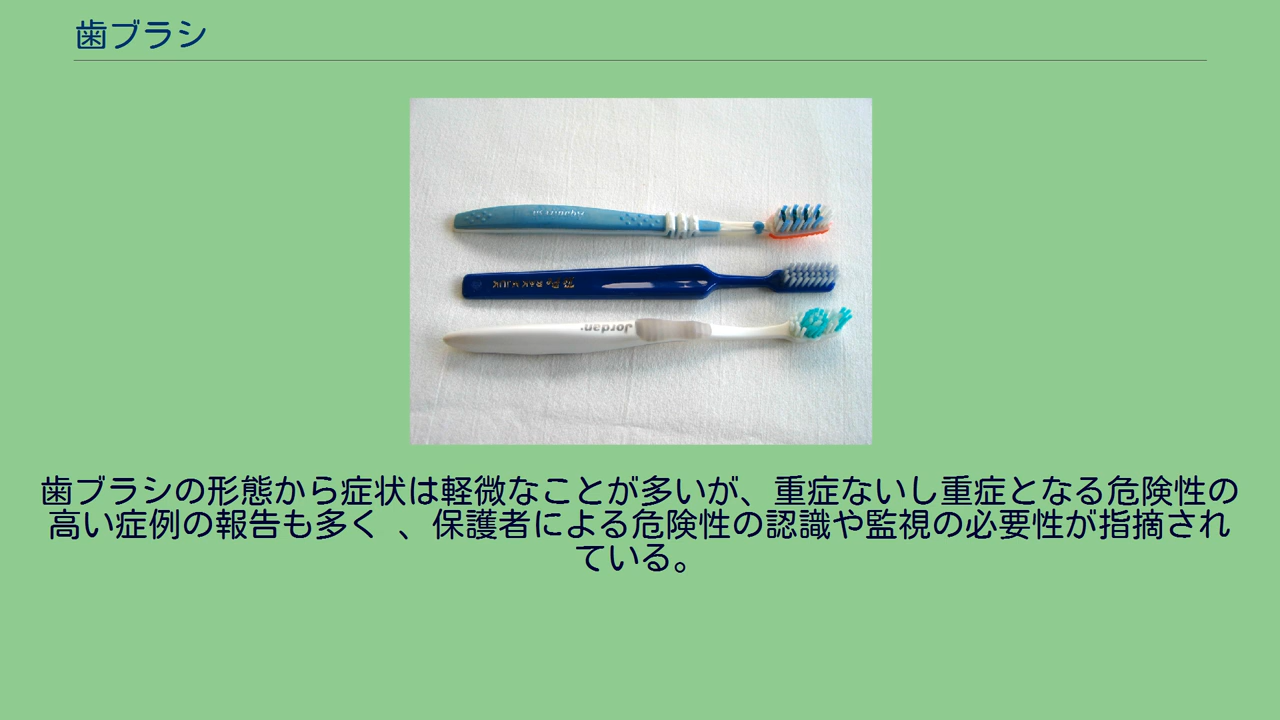 歯ブラシ
Jordan
歯ブラシの形態から症状は軽微なことが多いが、重症ないし重症となる危険性の
高い症例の報告も多く 、保護者による危険性の認識や監視の必要性が指摘され
ている。